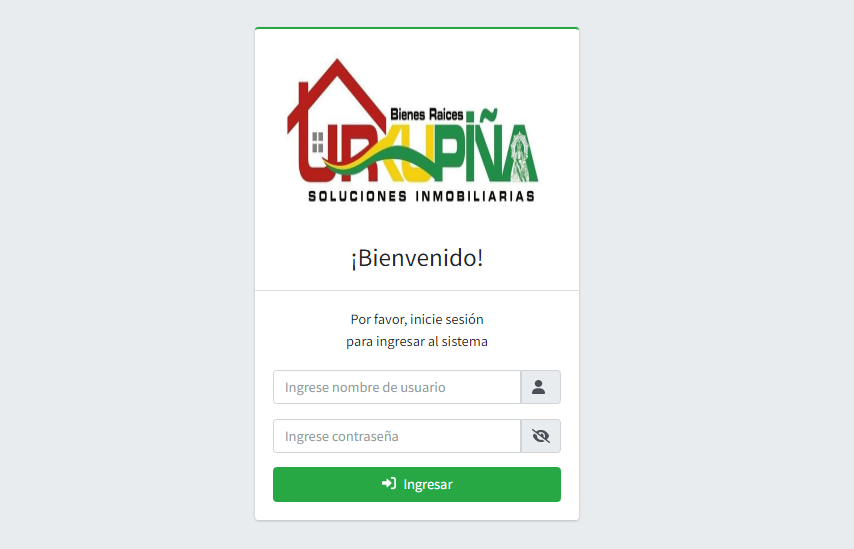 Bienes Raices
URKUPIÑA
SOLUCIONES INMOBILIARIAS
¡Bienvenido!
Por favor, inicie sesión
para ingresar al sistema
Ingrese nombre de usuario
Ingrese contraseña
Ingresar